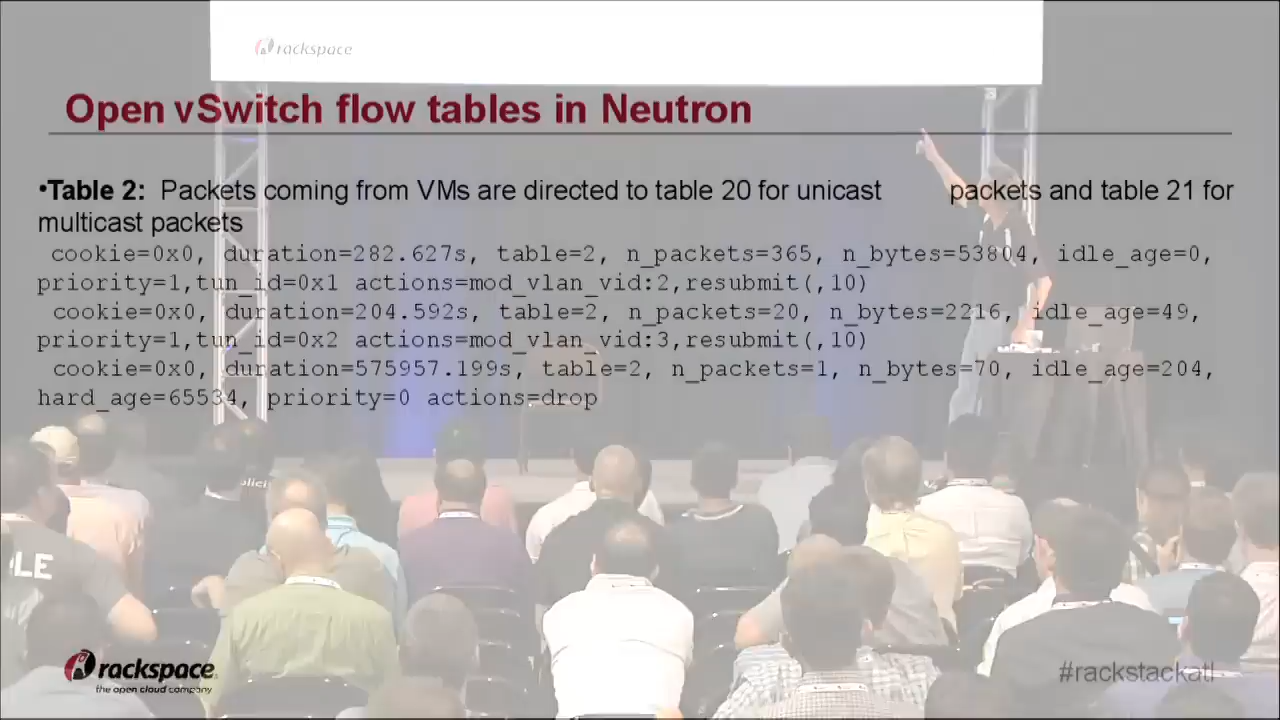 rackspace
Open vSwitch flow tables in Neutron
•Table 2: Packets coming from VMs are directed to table 20 for unicast packets and table 21 for
multicast packets
cookie=0x0, duration=282.627s, table=2, n_packets=365, n_bytes=53804, idle_age=0,
priority=1,tun_id=0x1 actions=mod_vlan_vid:2,resubmit(,10)
cookie=0x0, duration=204.592s, table=2, n_packets=20, n_bytes=2216, idle_age=49,
priority=1,tun_id=0x2 actions=mod_vlan_vid:3,resubmit(,10)
cookie=0x0, duration=575957.199s, table=2, n_packets=1, n_bytes=70, idle_age=204,
hard_age=65534, priority=0 actions=drop
LE
rackspace
the open cloud company
#rackstackatl